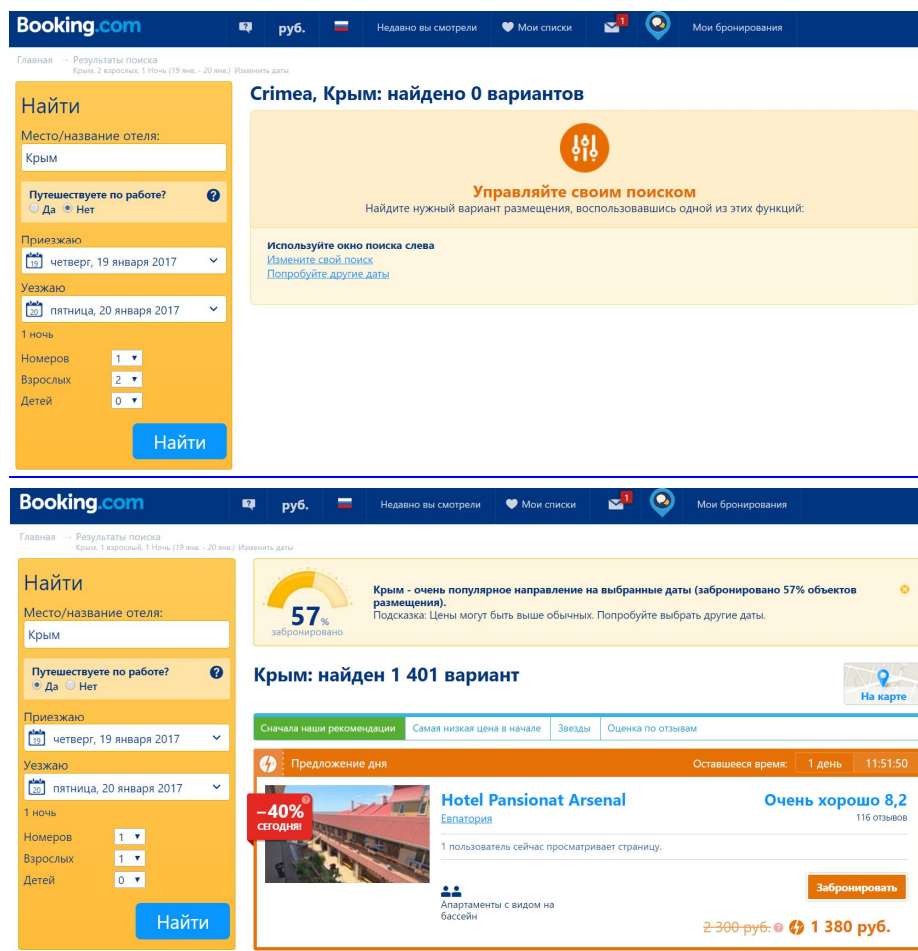 Booking.com руб. Недавно вы смотрели Мои списки 1 Мои бронирования
Главная → Результаты поиска
Крым, 2 взрослых, 1 Ночь (19 янв. - 20 янв.) Изменить даты
Найти
Место/название отеля:
Крым
Путешествуете по работе? ?
Да Нет
Приезжаю
19 четверг, 19 января 2017
Уезжаю
20 пятница, 20 января 2017
1 ночь
Номеров 1
Взрослых 2
Детей 0
Найти
Crimea, Крым: найдено 0 вариантов
Управляйте своим поиском
Найдите нужный вариант размещения, воспользовавшись одной из этих функций:
Используйте окно поиска слева
Измените свой поиск
Попробуйте другие даты
Booking.com руб. Недавно вы смотрели Мои списки 1 Мои бронирования
Главная → Результаты поиска
Крым, 1 взрослый, 1 Ночь (19 янв. - 20 янв.) Изменить даты
Найти
Место/название отеля:
Крым
Путешествуете по работе? ?
Да Нет
Приезжаю
19 четверг, 19 января 2017
Уезжаю
20 пятница, 20 января 2017
1 ночь
Номеров 1
Взрослых 1
Детей 0
Найти
57%
забронировано
Крым - очень популярное направление на выбранные даты (забронировано 57% объектов
размещения).
Подсказка: Цены могут быть выше обычных. Попробуйте выбрать другие даты.
Крым: найден 1 401 вариант
На карте
Сначала наши рекомендации Самая низкая цена в начале Звезды Оценка по отзывам
Предложение дня Оставшееся время: 1 день 11:51:50
−40% ?
СЕГОДНЯ!
Hotel Pansionat Arsenal
Евпатория
Очень хорошо 8,2
116 отзывов
1 пользователь сейчас просматривает страницу.
Апартаменты с видом на
бассейн
Забронировать
2 300 руб. ? 1 380 руб.